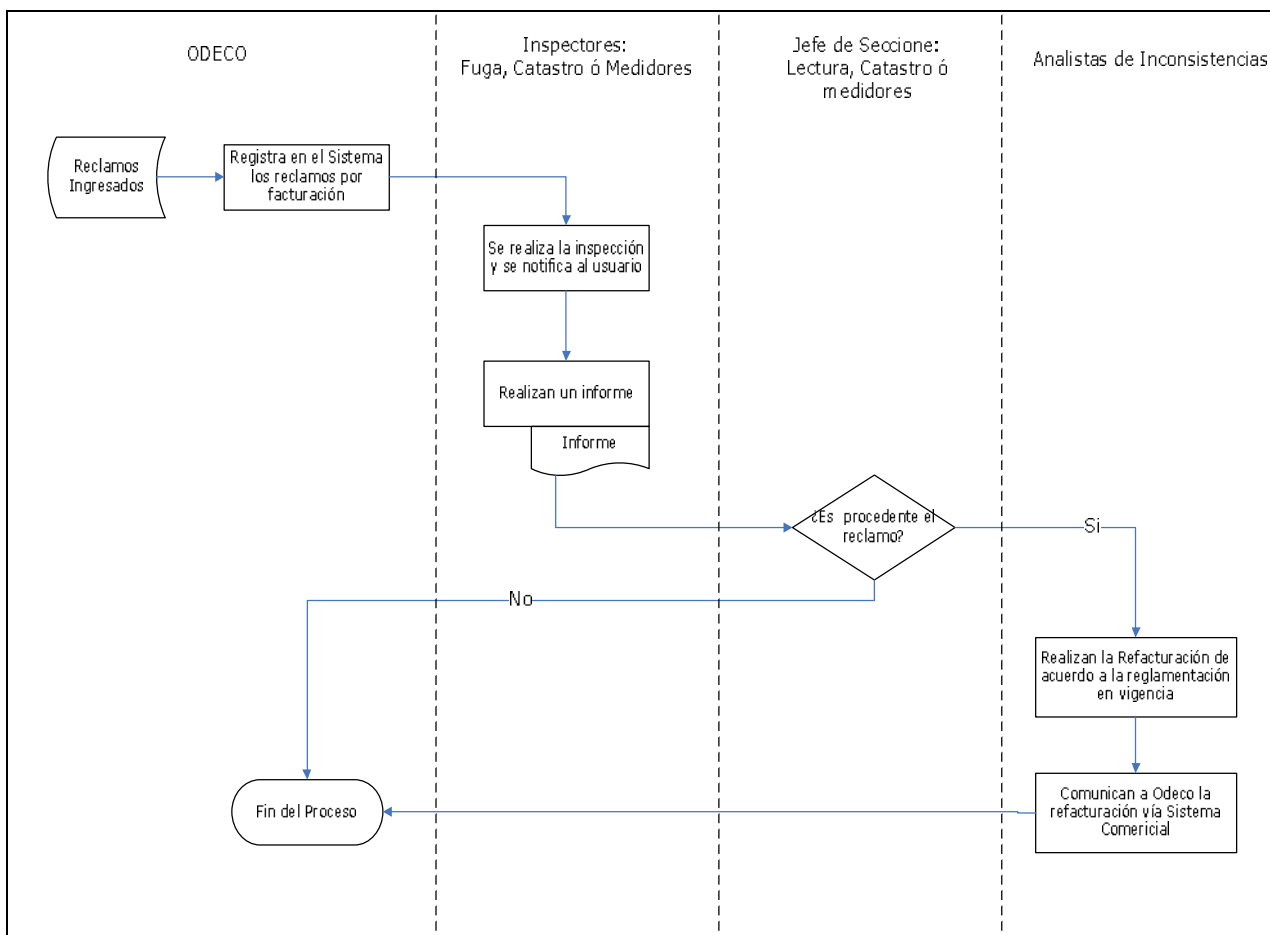 ODECO
Inspectores:
Fuga, Catastro ó Medidores
Jefe de Seccione:
Lectura, Catastro ó
medidores
Analistas de Inconsistencias
Reclamos
Ingresados
Registra en el Sistema
los reclamos por
facturación
Se realiza la inspección
y se notifica al usuario
Realizan un informe
Informe
¿Es procedente el
reclamo?
Si
No
Realizan la Refacturación de
acuerdo a la reglamentación
en vigencia
Fin del Proceso
Comunican a Odeco la
refacturación vía Sistema
Comericial